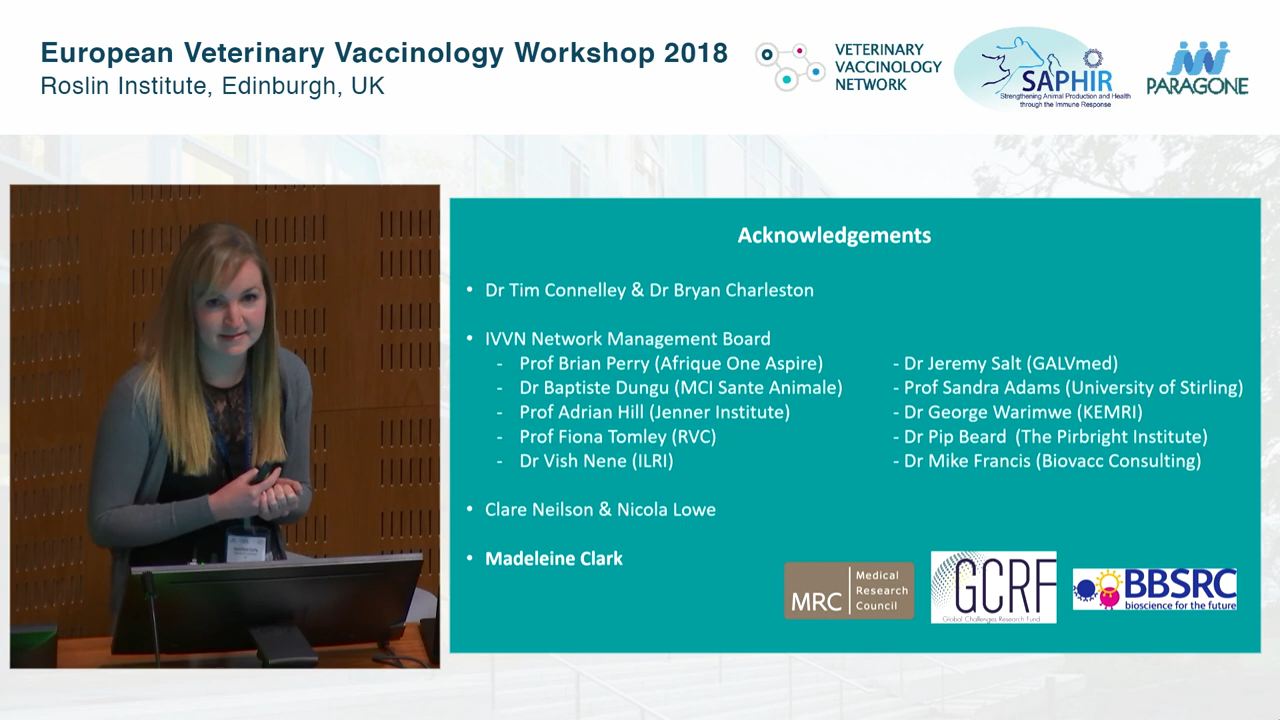 European Veterinary Vaccinology Workshop 2018
Roslin Institute, Edinburgh, UK
VETERINARY
VACCINOLOGY
NETWORK
SAPHIR
Strengthening Animal Production and Health
through the Immune Response
PARAGONE
Acknowledgements
• Dr Tim Connelley & Dr Bryan Charleston
• IVVN Network Management Board
- Prof Brian Perry (Afrique One Aspire)
- Dr Baptiste Dungu (MCI Sante Animale)
- Prof Adrian Hill (Jenner Institute)
- Prof Fiona Tomley (RVC)
- Dr Vish Nene (ILRI)
- Dr Jeremy Salt (GALVmed)
- Prof Sandra Adams (University of Stirling)
- Dr George Warimwe (KEMRI)
- Dr Pip Beard (The Pirbright Institute)
- Dr Mike Francis (Biovacc Consulting)
• Clare Neilson & Nicola Lowe
• Madeleine Clark
MRC
Medical
Research
Council
GCRF
Global Challenges Research Fund
BBSRC
bioscience for the future